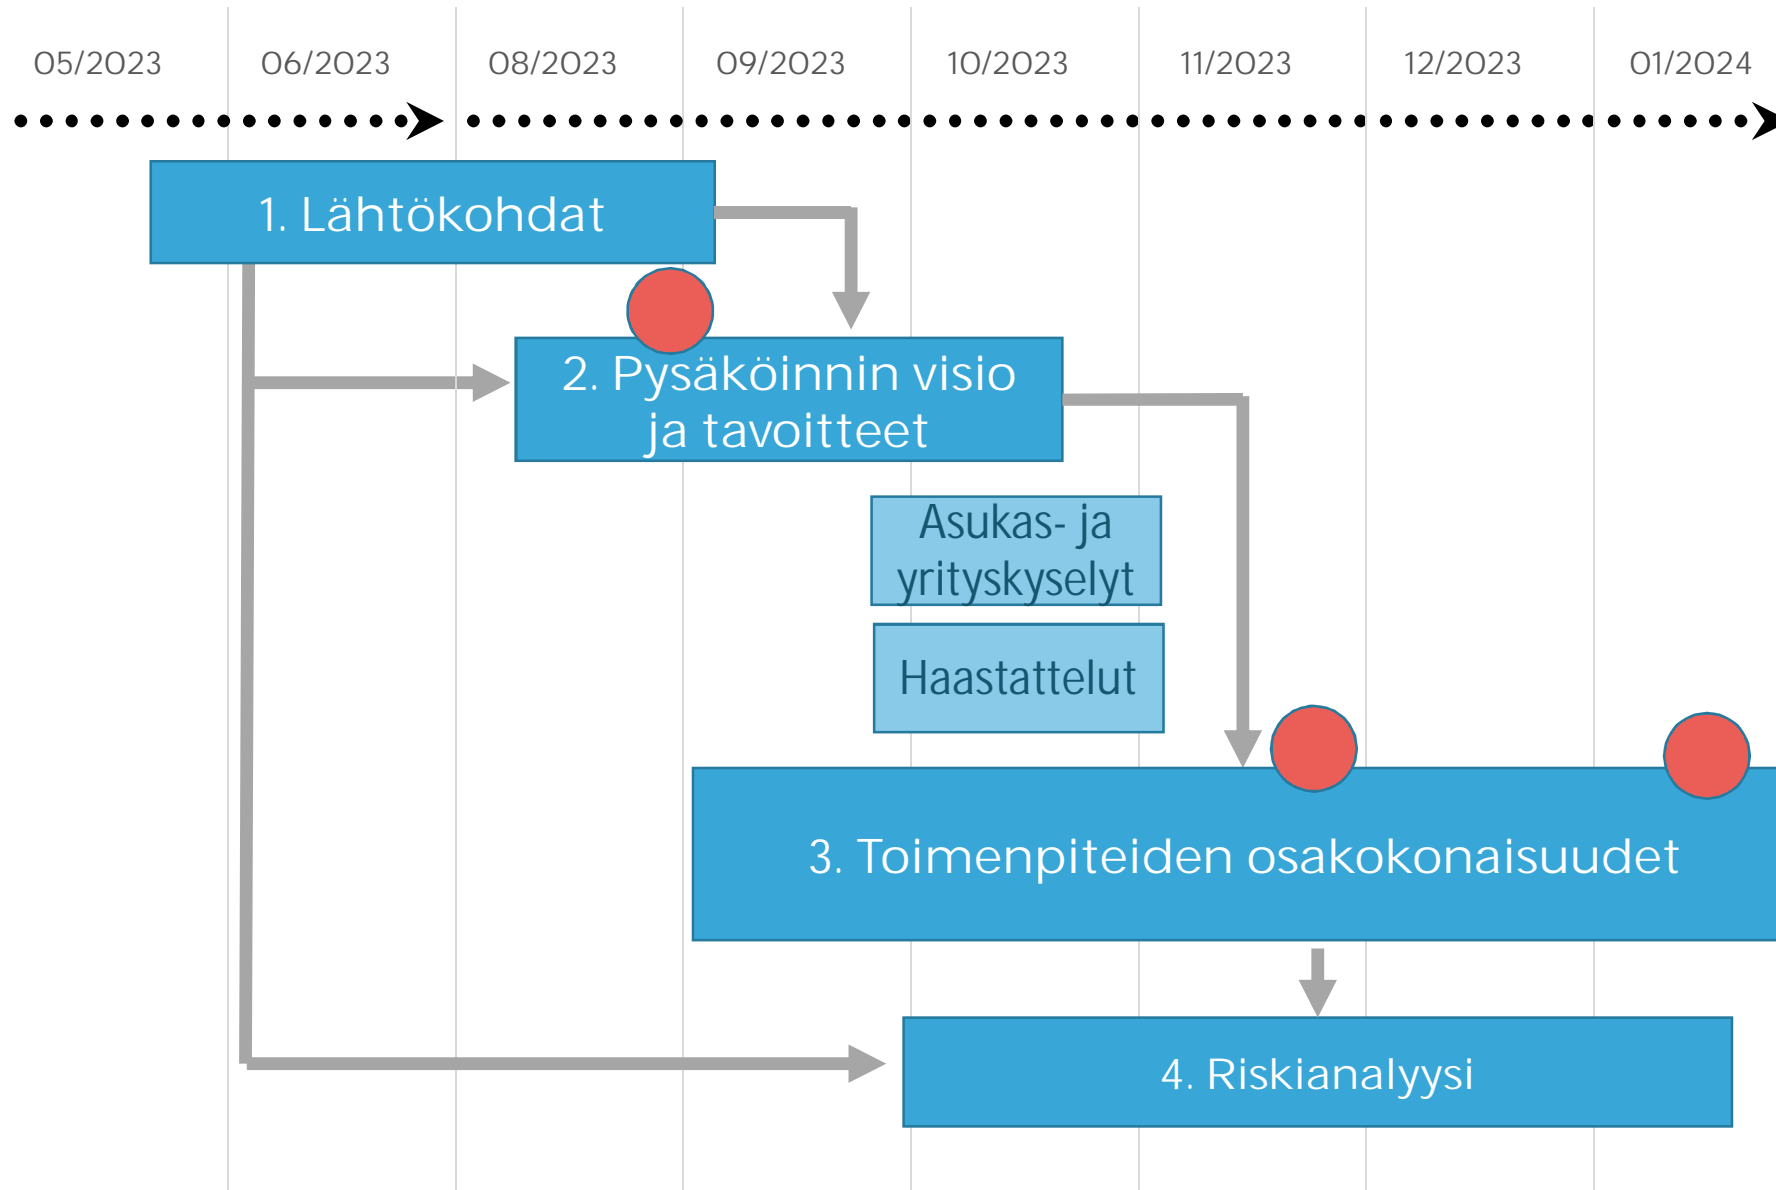 05/2023 06/2023 08/2023 09/2023 10/2023 11/2023 12/2023 01/2024
1. Lähtökohdat
2. Pysäköinnin visio
ja tavoitteet
Asukas- ja
yrityskyselyt
Haastattelut
3. Toimenpiteiden osakokonaisuudet
4. Riskianalyysi